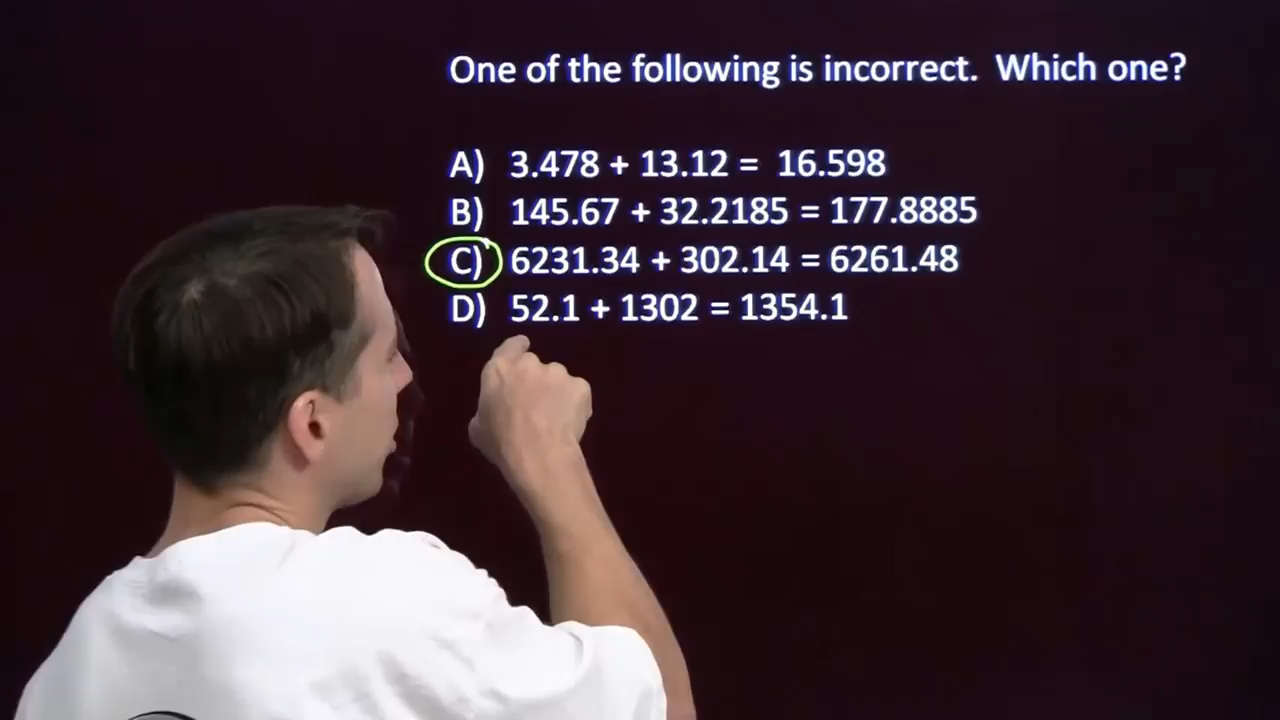 One of the following is incorrect. Which one?
A) 3.478 + 13.12 = 16.598
B) 145.67 + 32.2185 = 177.8885
C) 6231.34 + 302.14 = 6261.48
D) 52.1 + 1302 = 1354.1